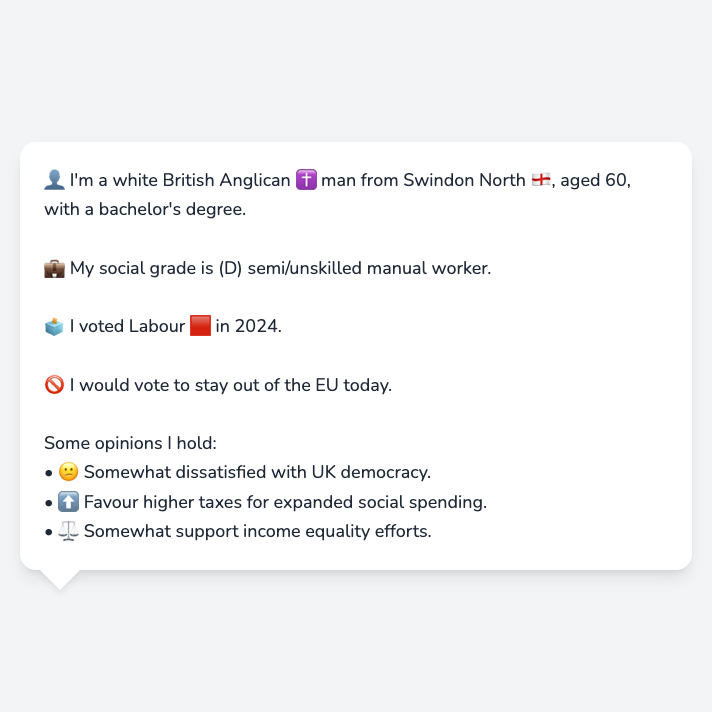 👤 I'm a white British Anglican ✝️ man from Swindon North 🏴󠁧󠁢󠁥󠁮󠁧󠁿, aged 60,
with a bachelor's degree.
💼 My social grade is (D) semi/unskilled manual worker.
🗳️ I voted Labour 🟥 in 2024.
🚫 I would vote to stay out of the EU today.
Some opinions I hold:
• 😕 Somewhat dissatisfied with UK democracy.
• ⬆️ Favour higher taxes for expanded social spending.
• ⚖️ Somewhat support income equality efforts.